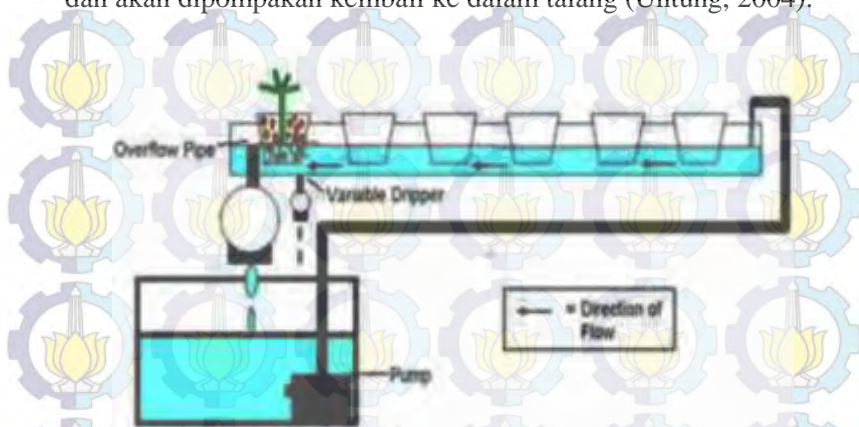 dan akan dipompakan kembali ke dalam talang (Untung, 2004).
Overflow Pipe
Variable Dripper
= Direction of
Flow
Pump